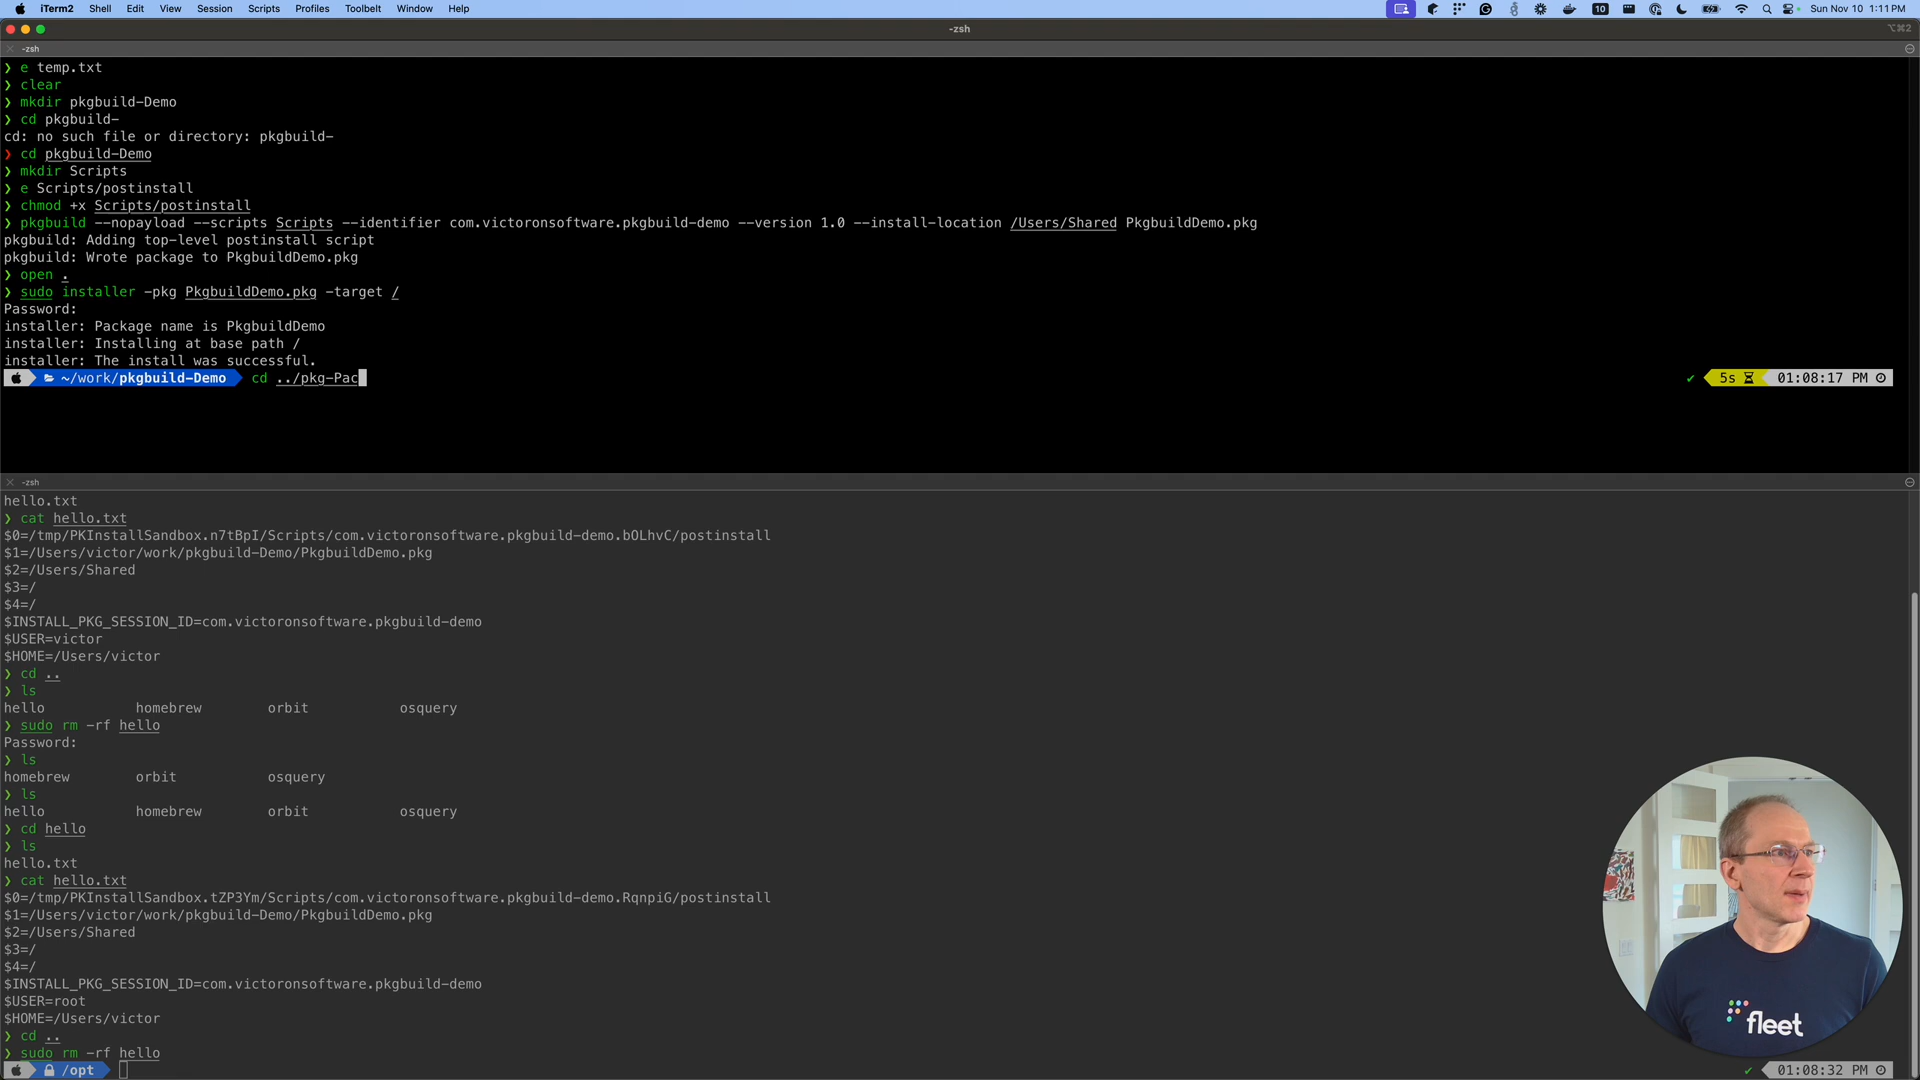 iTerm2 Shell Edit View Session Scripts Profiles Toolbelt Window Help 10 Sun Nov 10 1:11 PM
-zsh ⌥⌘2
-zsh
❯ e temp.txt
❯ clear
❯ mkdir pkgbuild-Demo
❯ cd pkgbuild-
cd: no such file or directory: pkgbuild-
❯ cd pkgbuild-Demo
❯ mkdir Scripts
❯ e Scripts/postinstall
❯ chmod +x Scripts/postinstall
❯ pkgbuild --nopayload --scripts Scripts --identifier com.victoronsoftware.pkgbuild-demo --version 1.0 --install-location /Users/Shared PkgbuildDemo.pkg
pkgbuild: Adding top-level postinstall script
pkgbuild: Wrote package to PkgbuildDemo.pkg
❯ open .
❯ sudo installer -pkg PkgbuildDemo.pkg -target /
Password:
installer: Package name is PkgbuildDemo
installer: Installing at base path /
installer: The install was successful.
~/work/pkgbuild-Demo cd ../pkg-Pac ✔ 5s 01:08:17 PM
-zsh
hello.txt
❯ cat hello.txt
$0=/tmp/PKInstallSandbox.n7tBpI/Scripts/com.victoronsoftware.pkgbuild-demo.bOLhvC/postinstall
$1=/Users/victor/work/pkgbuild-Demo/PkgbuildDemo.pkg
$2=/Users/Shared
$3=/
$4=/
$INSTALL_PKG_SESSION_ID=com.victoronsoftware.pkgbuild-demo
$USER=victor
$HOME=/Users/victor
❯ cd ..
❯ ls
hello homebrew orbit osquery
❯ sudo rm -rf hello
Password:
❯ ls
homebrew orbit osquery
❯ ls
hello homebrew orbit osquery
❯ cd hello
❯ ls
hello.txt
❯ cat hello.txt
$0=/tmp/PKInstallSandbox.tZP3Ym/Scripts/com.victoronsoftware.pkgbuild-demo.RqnpiG/postinstall
$1=/Users/victor/work/pkgbuild-Demo/PkgbuildDemo.pkg
$2=/Users/Shared
$3=/
$4=/
$INSTALL_PKG_SESSION_ID=com.victoronsoftware.pkgbuild-demo
$USER=root
$HOME=/Users/victor
❯ cd ..
❯ sudo rm -rf hello
/opt ✔ 01:08:32 PM
fleet